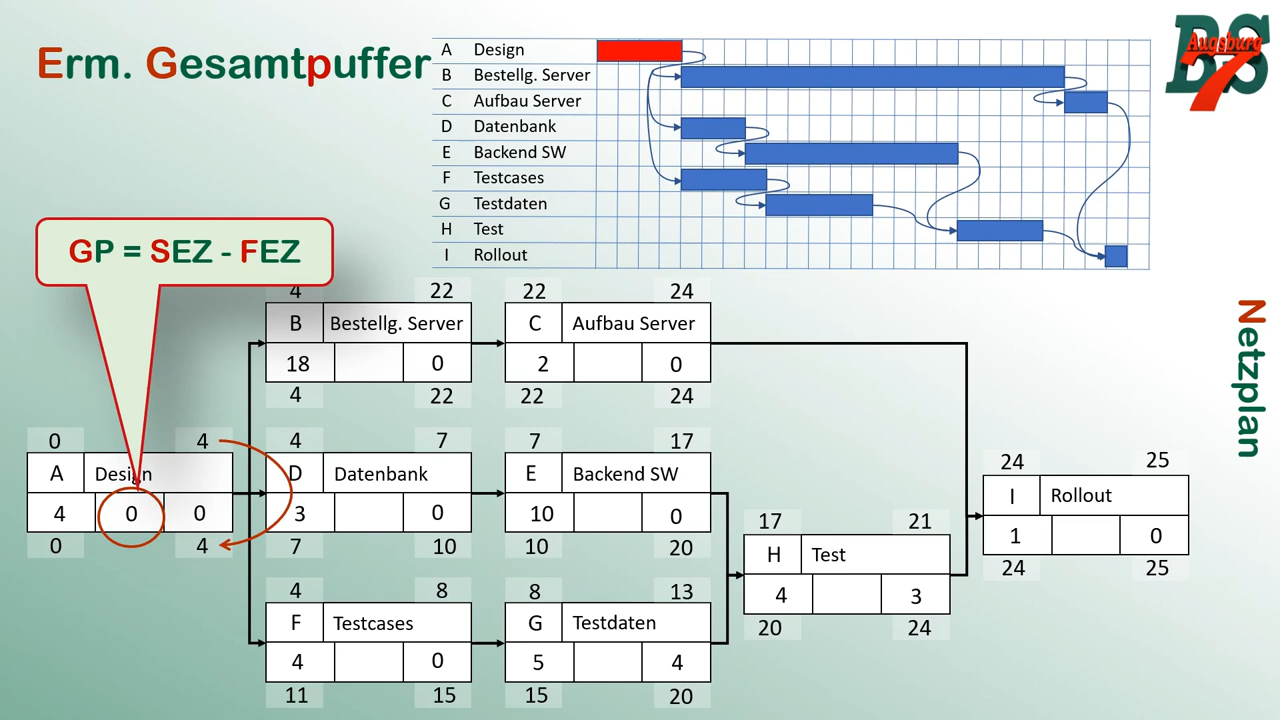 Erm. Gesamtpuffer
A Design
B Bestellg. Server
C Aufbau Server
D Datenbank
E Backend SW
F Testcases
G Testdaten
H Test
I Rollout
BS
Augsburg
7
GP = SEZ - FEZ
Netzplan
4 22
B Bestellg. Server
18 0
4 22
22 24
C Aufbau Server
2 0
22 24
0 4
A Design
4 0 0
0 4
4 7
D Datenbank
3 0
7 10
7 17
E Backend SW
10 0
10 20
4 8
F Testcases
4 0
11 15
8 13
G Testdaten
5 4
15 20
17 21
H Test
4 3
20 24
24 25
I Rollout
1 0
24 25